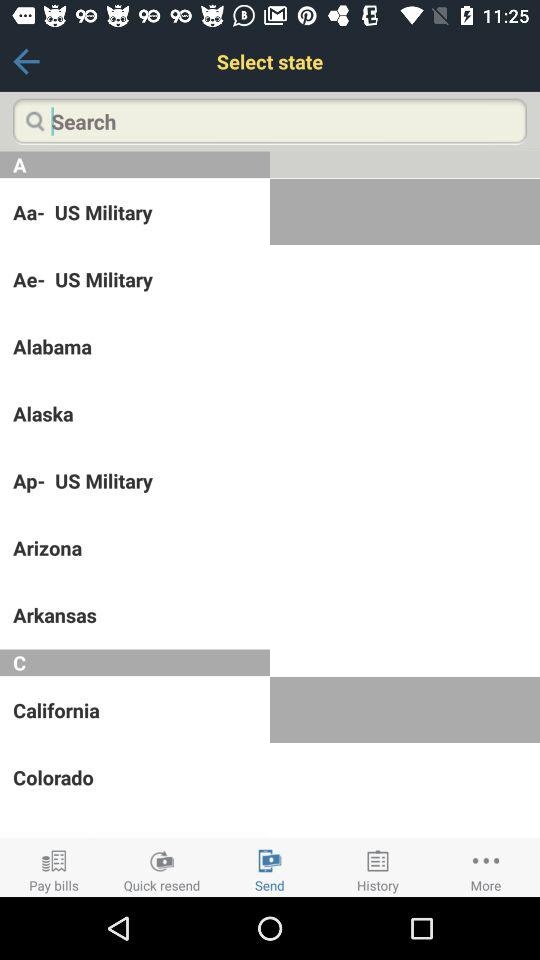 11:25
Select state
Search
A
Aa-  US Military
Ae-  US Military
Alabama
Alaska
Ap-  US Military
Arizona
Arkansas
C
California
Colorado
Pay bills
Quick resend
Send
History
More